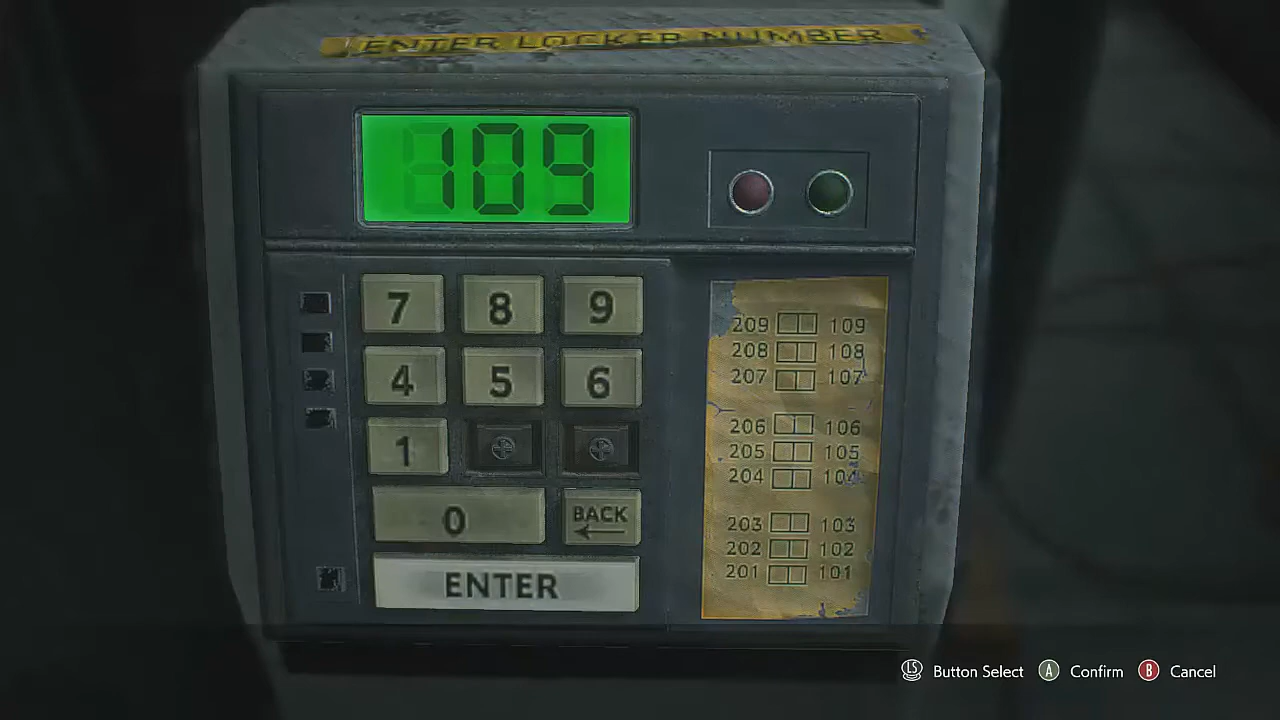 ENTER LOCKER NUMBER
109
7 8 9
4 5 6
1
0 BACK
ENTER
209 109
208 108
207 107
206 106
205 105
204 104
203 103
202 102
201 101
LS Button Select A Confirm B Cancel